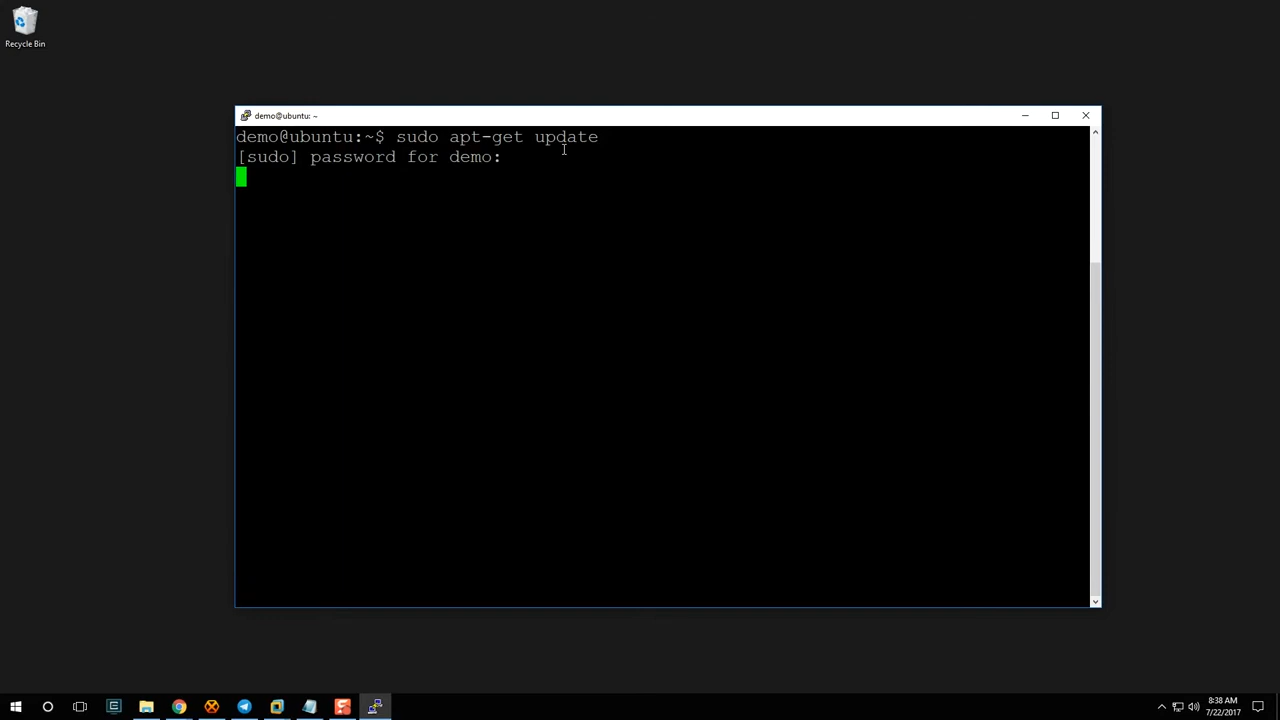 Recycle Bin
demo@ubuntu: ~
demo@ubuntu:~$ sudo apt-get update
[sudo] password for demo:
8:38 AM
7/22/2017